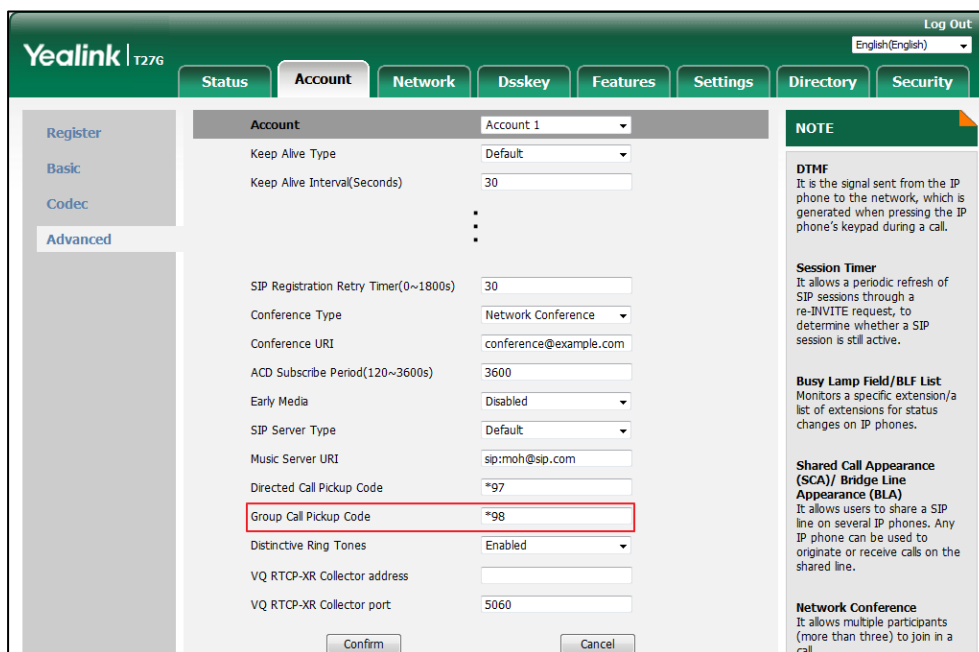 Log Out
Yealink | T27G
English(English)
Status Account Network Dsskey Features Settings Directory Security
Register
Basic
Codec
Advanced
Account Account 1
Keep Alive Type Default
Keep Alive Interval(Seconds) 30
SIP Registration Retry Timer(0~1800s) 30
Conference Type Network Conference
Conference URI conference@example.com
ACD Subscribe Period(120~3600s) 3600
Early Media Disabled
SIP Server Type Default
Music Server URI sip:moh@sip.com
Directed Call Pickup Code *97
Group Call Pickup Code *98
Distinctive Ring Tones Enabled
VQ RTCP-XR Collector address
VQ RTCP-XR Collector port 5060
Confirm Cancel
NOTE
DTMF
It is the signal sent from the IP
phone to the network, which is
generated when pressing the IP
phone's keypad during a call.
Session Timer
It allows a periodic refresh of
SIP sessions through a
re-INVITE request, to
determine whether a SIP
session is still active.
Busy Lamp Field/BLF List
Monitors a specific extension/a
list of extensions for status
changes on IP phones.
Shared Call Appearance
(SCA)/ Bridge Line
Appearance (BLA)
It allows users to share a SIP
line on several IP phones. Any
IP phone can be used to
originate or receive calls on the
shared line.
Network Conference
It allows multiple participants
(more than three) to join in a
call